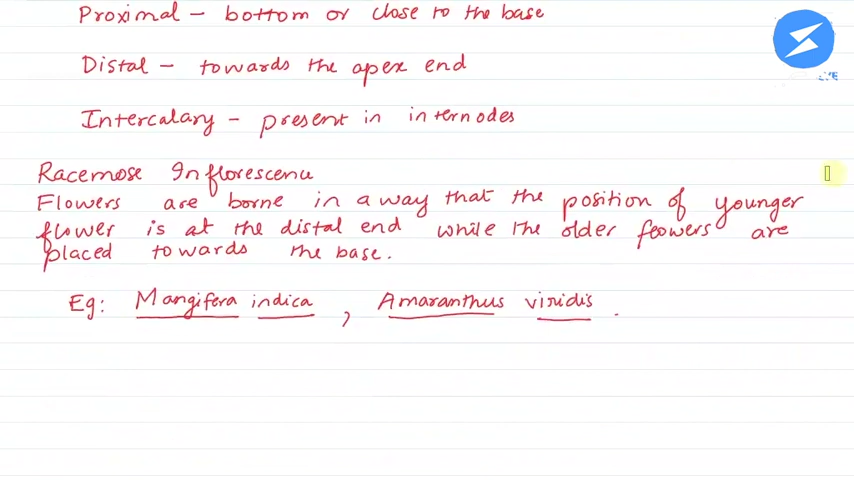 Proximal – bottom or close to the base
Distal – towards the apex end
Intercalary – present in internodes
Racemose Inflorescence
Flowers are borne in a way that the position of younger
flower is at the distal end while the older flowers are
placed towards the base.
Eg: Mangifera indica, Amaranthus viridis.